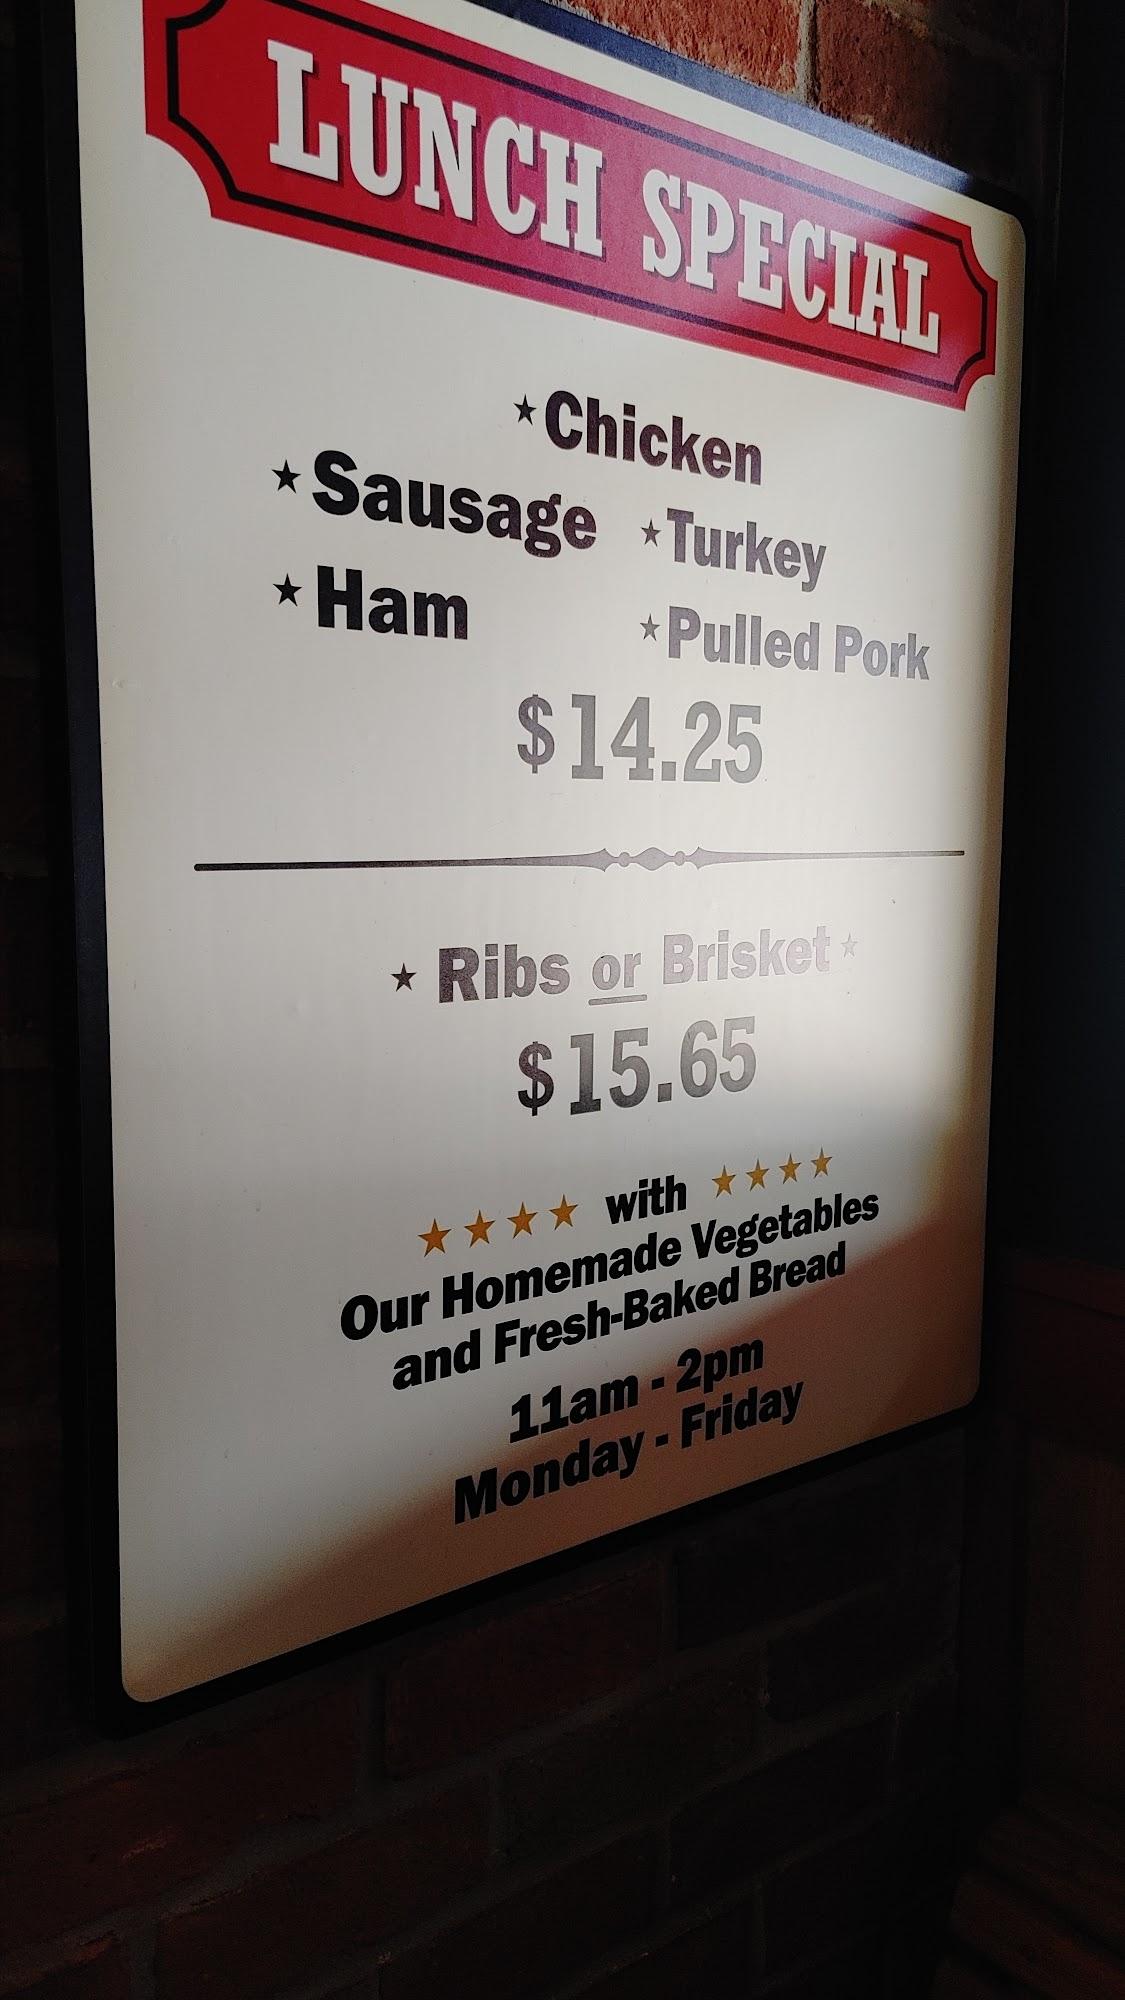 LUNCH SPECIAL
★Chicken
★Sausage ★Turkey
★Ham ★Pulled Pork
$14.25
★ Ribs or Brisket ★
$15.65
★★★★ with ★★★★
Our Homemade Vegetables
and Fresh-Baked Bread
11am - 2pm
Monday - Friday